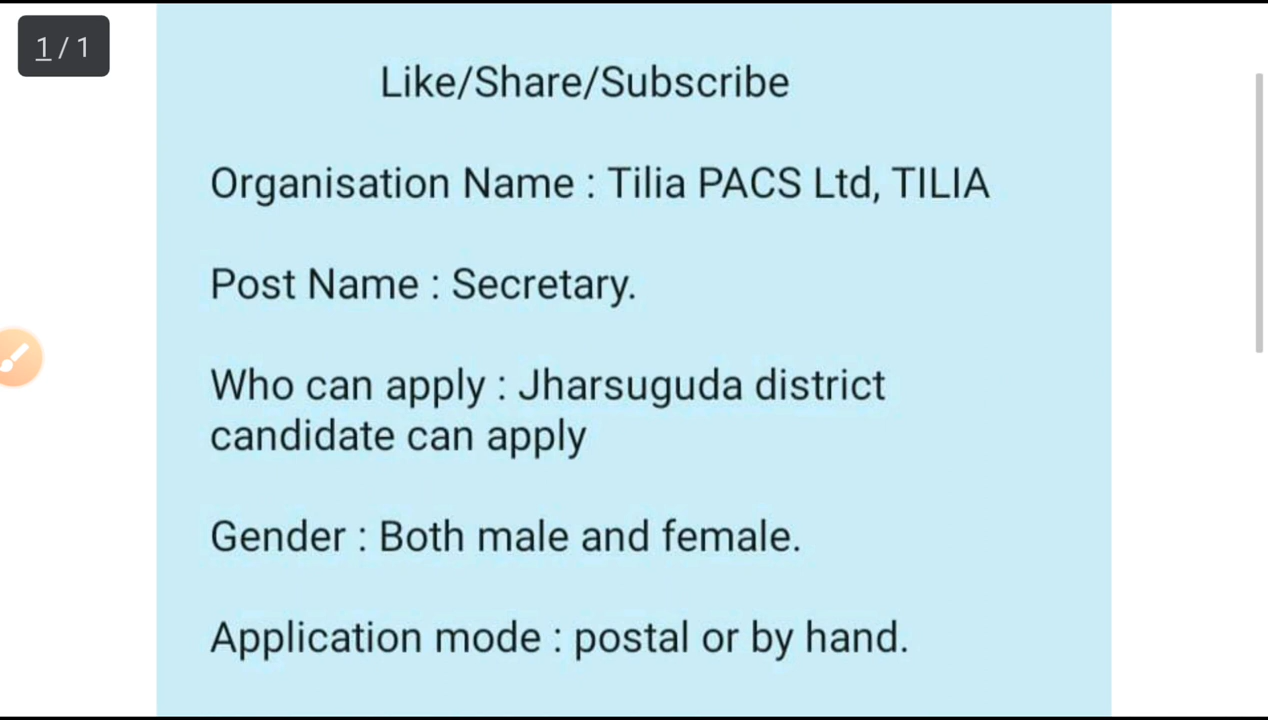 1 / 1
Like/Share/Subscribe
Organisation Name : Tilia PACS Ltd, TILIA
Post Name : Secretary.
Who can apply : Jharsuguda district
candidate can apply
Gender : Both male and female.
Application mode : postal or by hand.